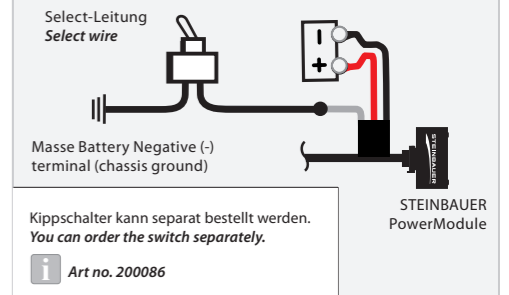 Select-Leitung
Select wire
-
+
Masse Battery Negative (-)
terminal (chassis ground)
STEINBAUER
STEINBAUER
PowerModule
Kippschalter kann separat bestellt werden.
You can order the switch separately.
i
Art no. 200086